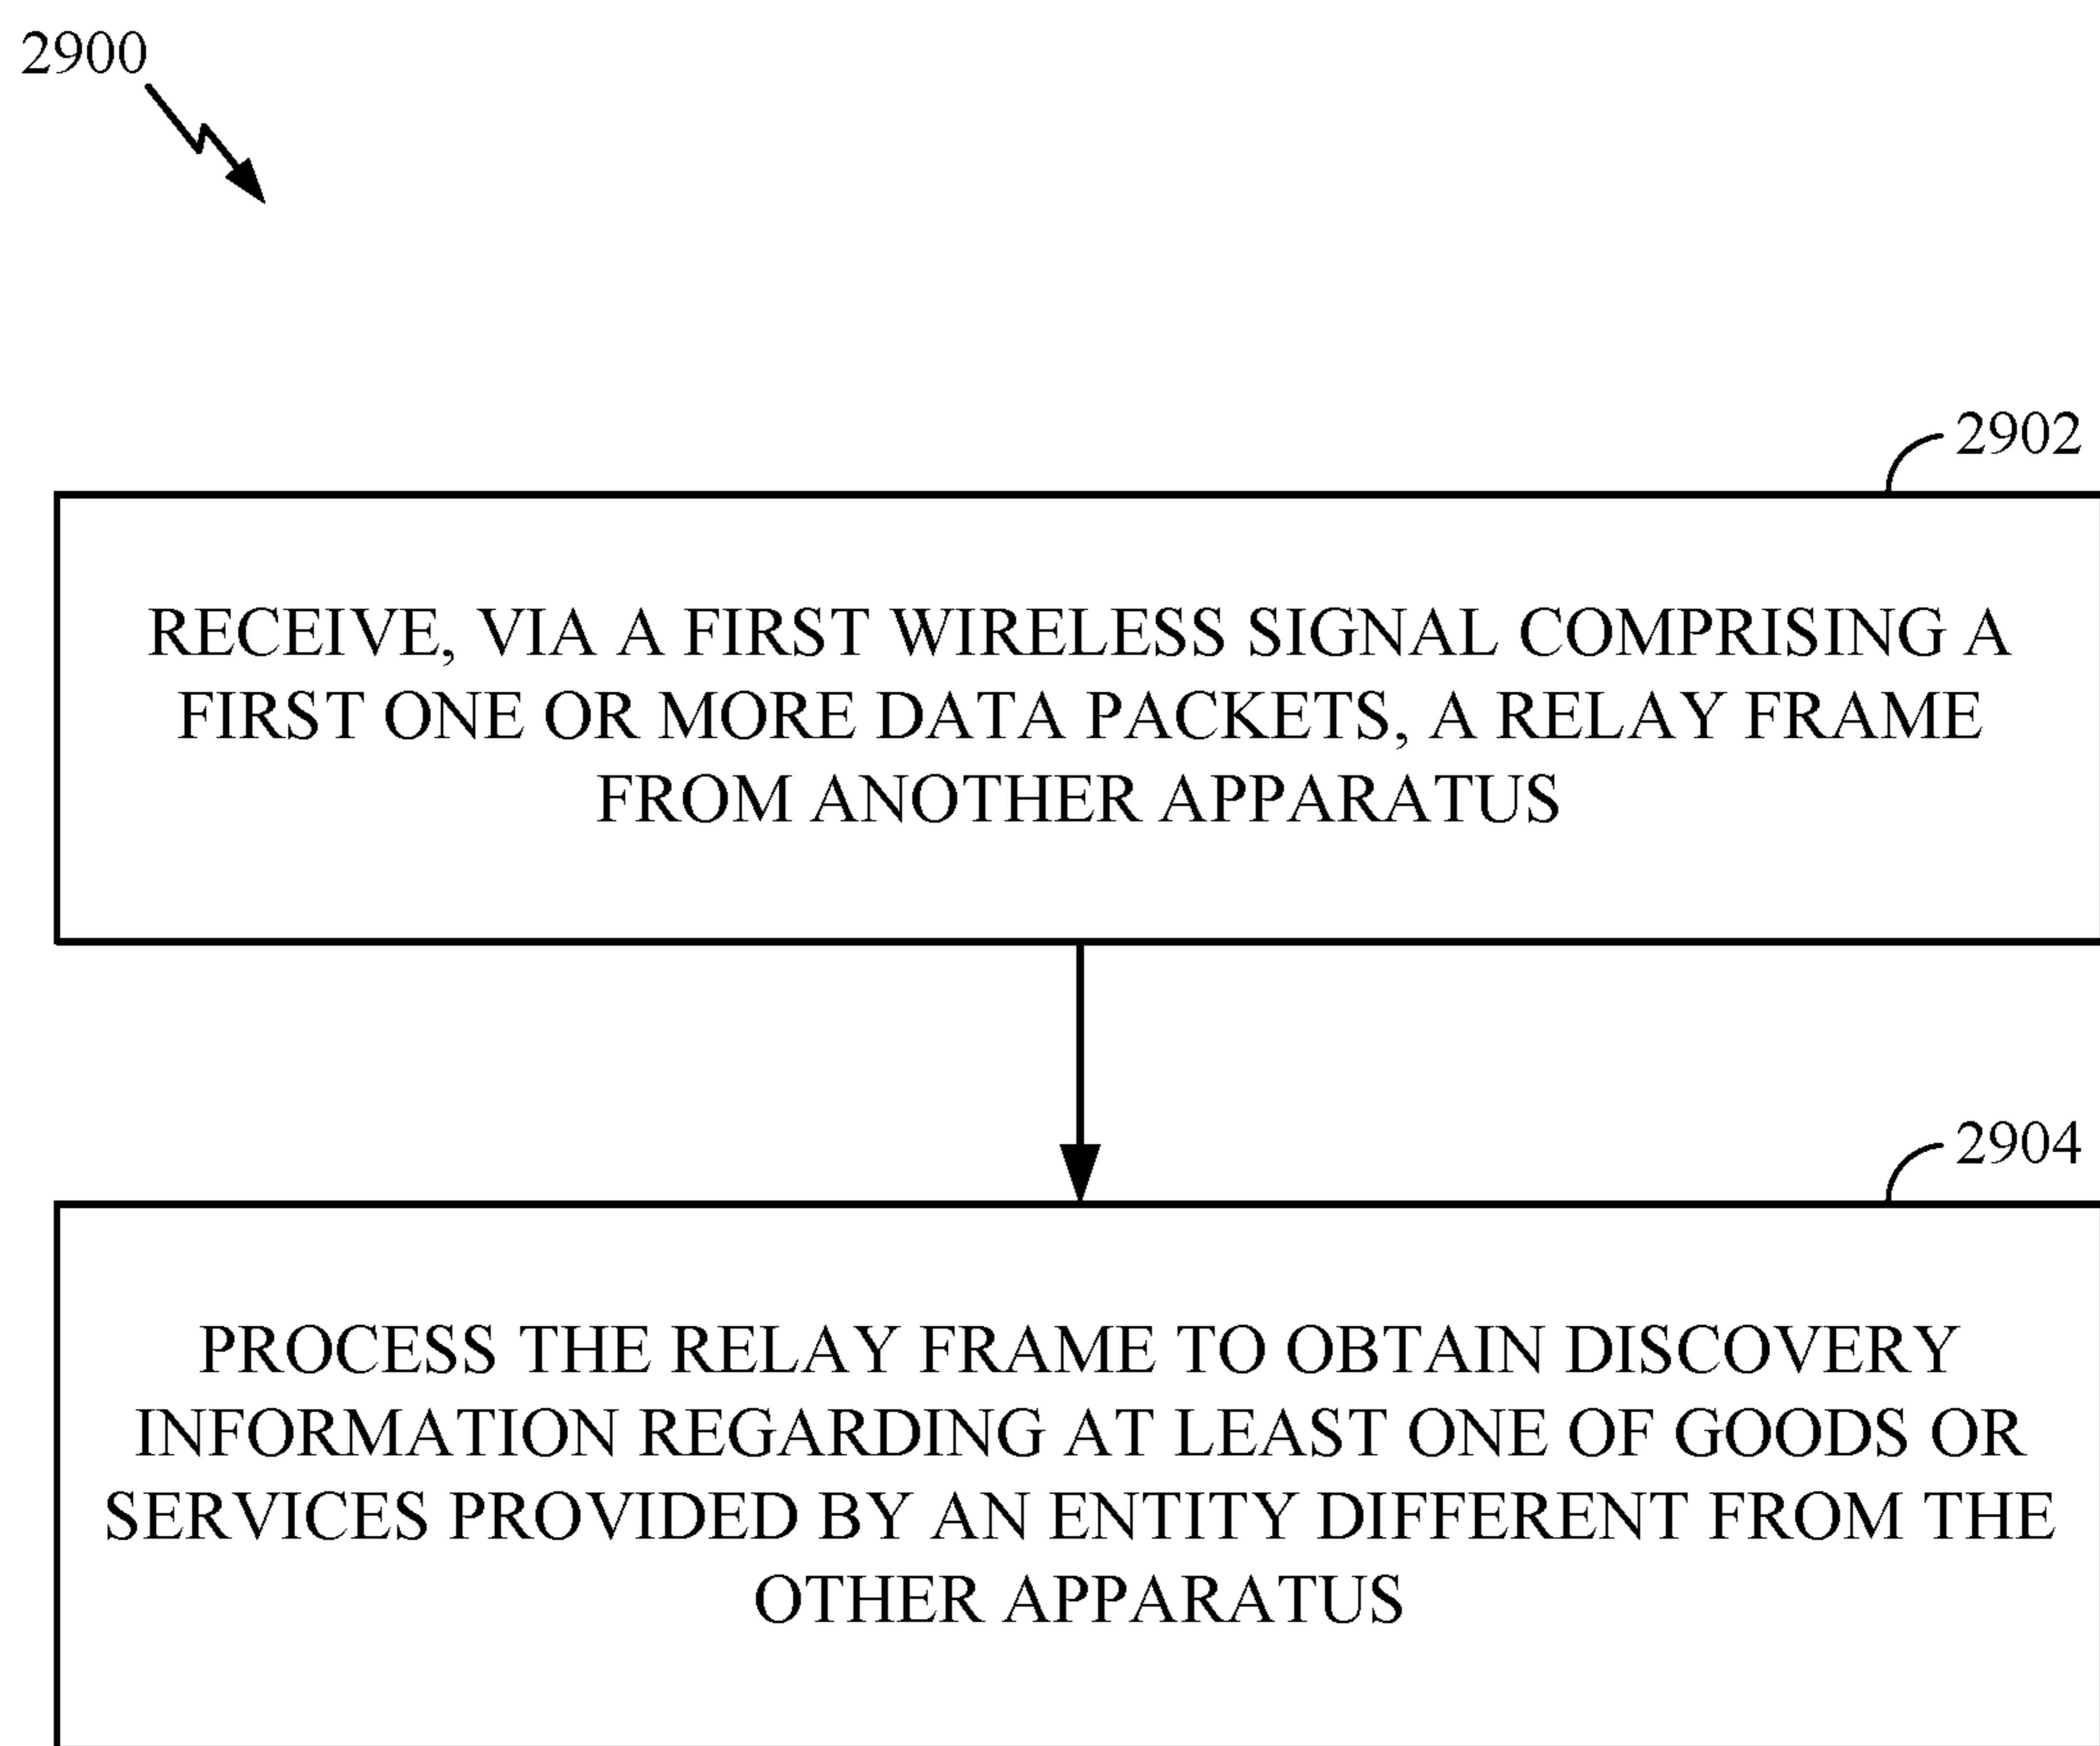 2900
2902
RECEIVE, VIA A FIRST WIRELESS SIGNAL COMPRISING A
FIRST ONE OR MORE DATA PACKETS, A RELAY FRAME
FROM ANOTHER APPARATUS
2904
PROCESS THE RELAY FRAME TO OBTAIN DISCOVERY
INFORMATION REGARDING AT LEAST ONE OF GOODS OR
SERVICES PROVIDED BY AN ENTITY DIFFERENT FROM THE
OTHER APPARATUS